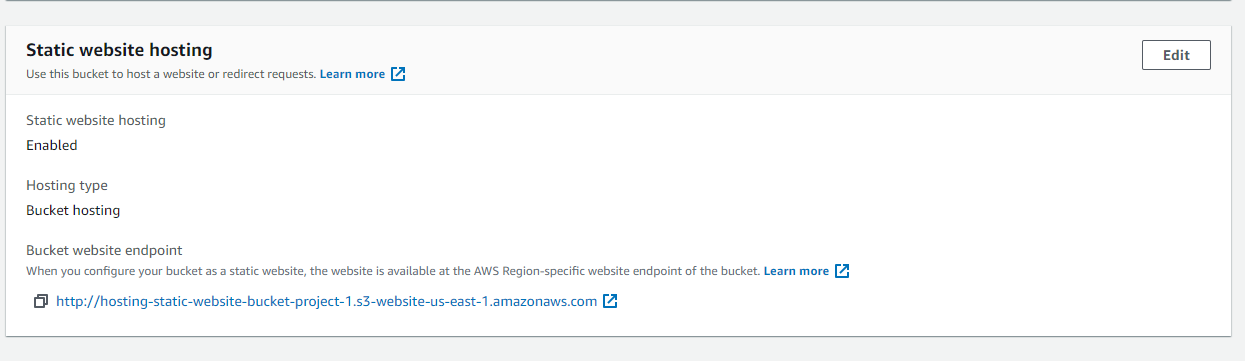 Static website hosting
Edit
Use this bucket to host a website or redirect requests. Learn more
Static website hosting
Enabled
Hosting type
Bucket hosting
Bucket website endpoint
When you configure your bucket as a static website, the website is available at the AWS Region-specific website endpoint of the bucket. Learn more
http://hosting-static-website-bucket-project-1.s3-website-us-east-1.amazonaws.com